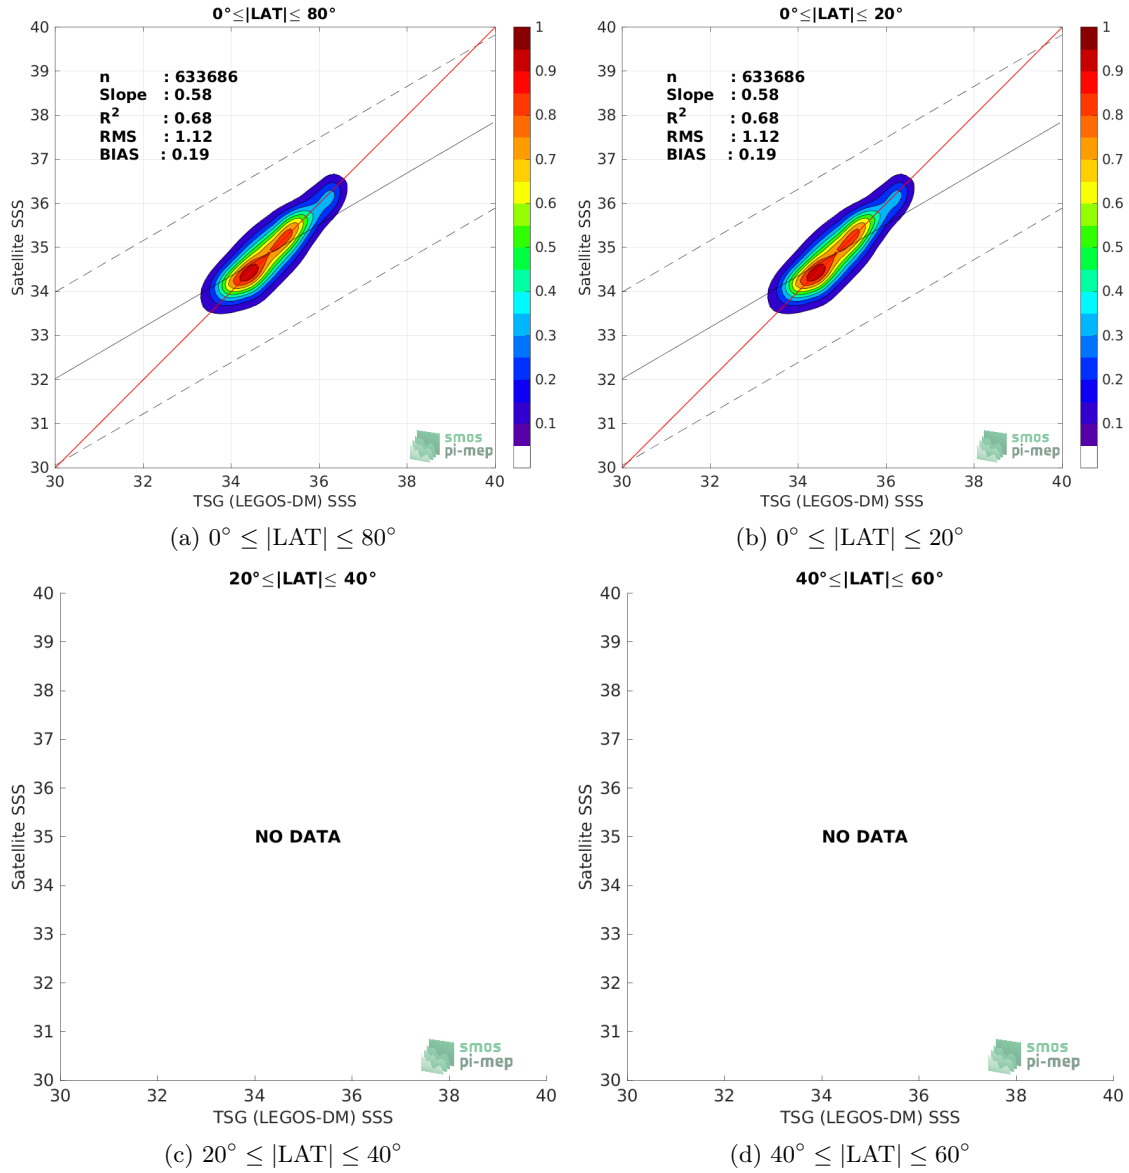 0°≤|LAT|≤ 80°
40
39
38
37
36
35
34
33
32
31
30
Satellite SSS
n : 633686
Slope : 0.58
R² : 0.68
RMS : 1.12
BIAS : 0.19
smos
pi-mep
30 32 34 36 38 40
TSG (LEGOS-DM) SSS
1
0.9
0.8
0.7
0.6
0.5
0.4
0.3
0.2
0.1
(a) 0° ≤ |LAT| ≤ 80°
0°≤|LAT|≤ 20°
40
39
38
37
36
35
34
33
32
31
30
Satellite SSS
n : 633686
Slope : 0.58
R² : 0.68
RMS : 1.12
BIAS : 0.19
smos
pi-mep
30 32 34 36 38 40
TSG (LEGOS-DM) SSS
1
0.9
0.8
0.7
0.6
0.5
0.4
0.3
0.2
0.1
(b) 0° ≤ |LAT| ≤ 20°
20°≤|LAT|≤ 40°
40
39
38
37
36
35
34
33
32
31
30
Satellite SSS
NO DATA
smos
pi-mep
30 32 34 36 38 40
TSG (LEGOS-DM) SSS
(c) 20° ≤ |LAT| ≤ 40°
40°≤|LAT|≤ 60°
40
39
38
37
36
35
34
33
32
31
30
Satellite SSS
NO DATA
smos
pi-mep
30 32 34 36 38 40
TSG (LEGOS-DM) SSS
(d) 40° ≤ |LAT| ≤ 60°